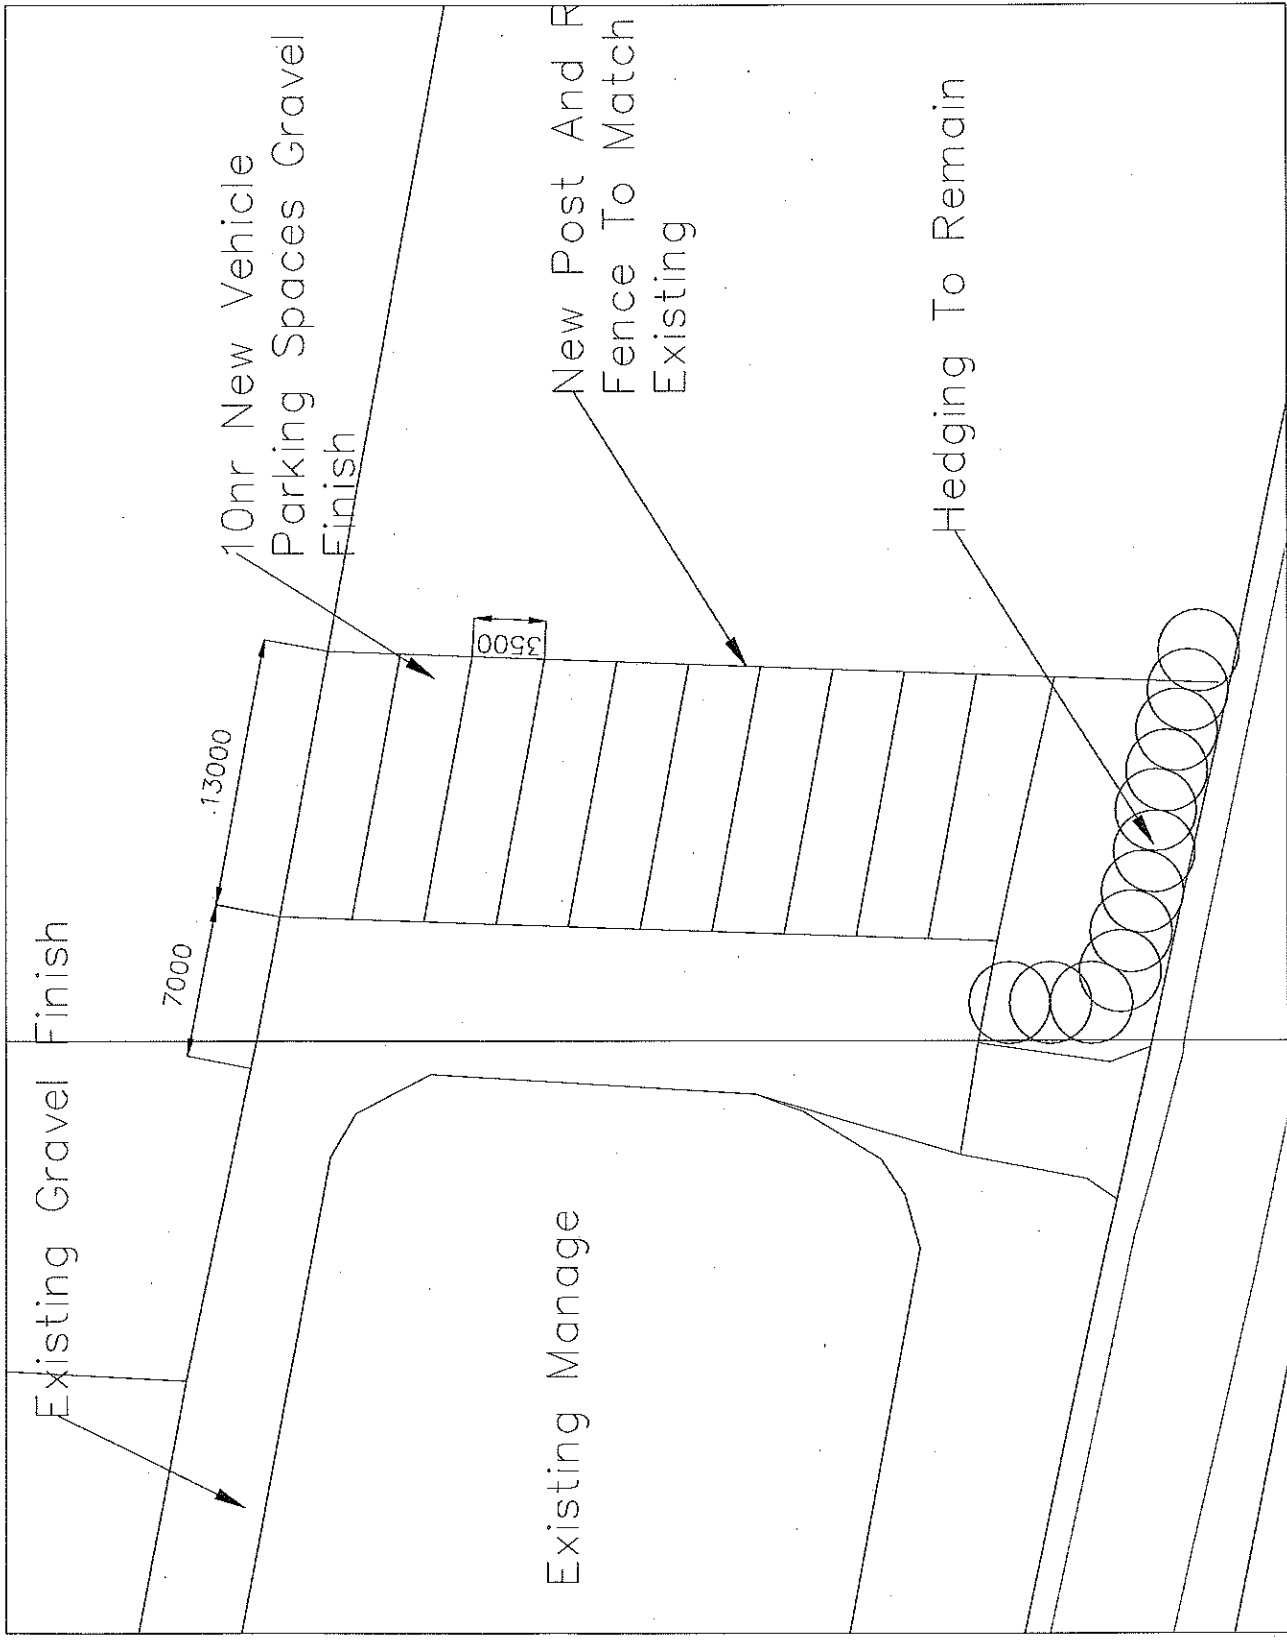 Existing Gravel Finish
7000
13000
10nr New Vehicle
Parking Spaces Gravel
Finish
3500
New Post And R
Fence To Match
Existing
Hedging To Remain
Existing Manage